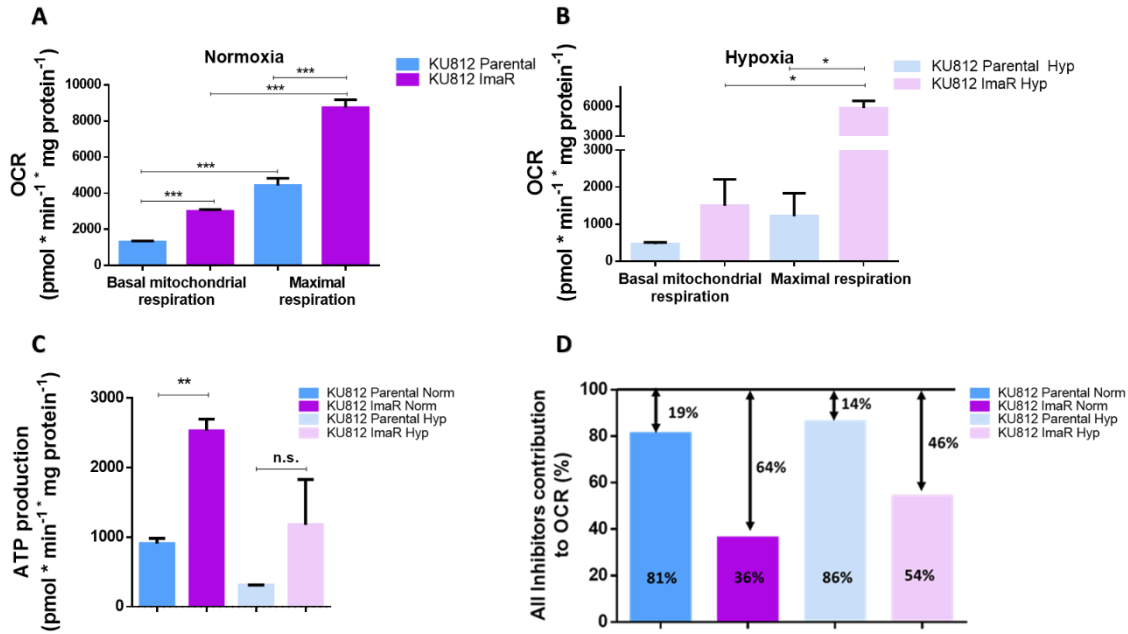 A
Normoxia
KU812 Parental
KU812 ImaR
***
***
***
***
10000
8000
6000
4000
2000
0
OCR
(pmol * min⁻¹ * mg protein⁻¹)
Basal mitochondrial
respiration
Maximal
respiration
B
Hypoxia
KU812 Parental Hyp
KU812 ImaR Hyp
*
*
6000
3000
3000
2000
1000
0
OCR
(pmol * min⁻¹ * mg protein⁻¹)
Basal mitochondrial
respiration
Maximal respiration
C
KU812 Parental Norm
KU812 ImaR Norm
KU812 Parental Hyp
KU812 ImaR Hyp
**
n.s.
3000
2000
1000
0
ATP production
(pmol * min⁻¹ * mg protein⁻¹)
D
KU812 Parental Norm
KU812 ImaR Norm
KU812 Parental Hyp
KU812 ImaR Hyp
100
80
60
40
20
0
All Inhibitors contribution
to OCR (%)
19%
64%
14%
46%
81%
36%
86%
54%